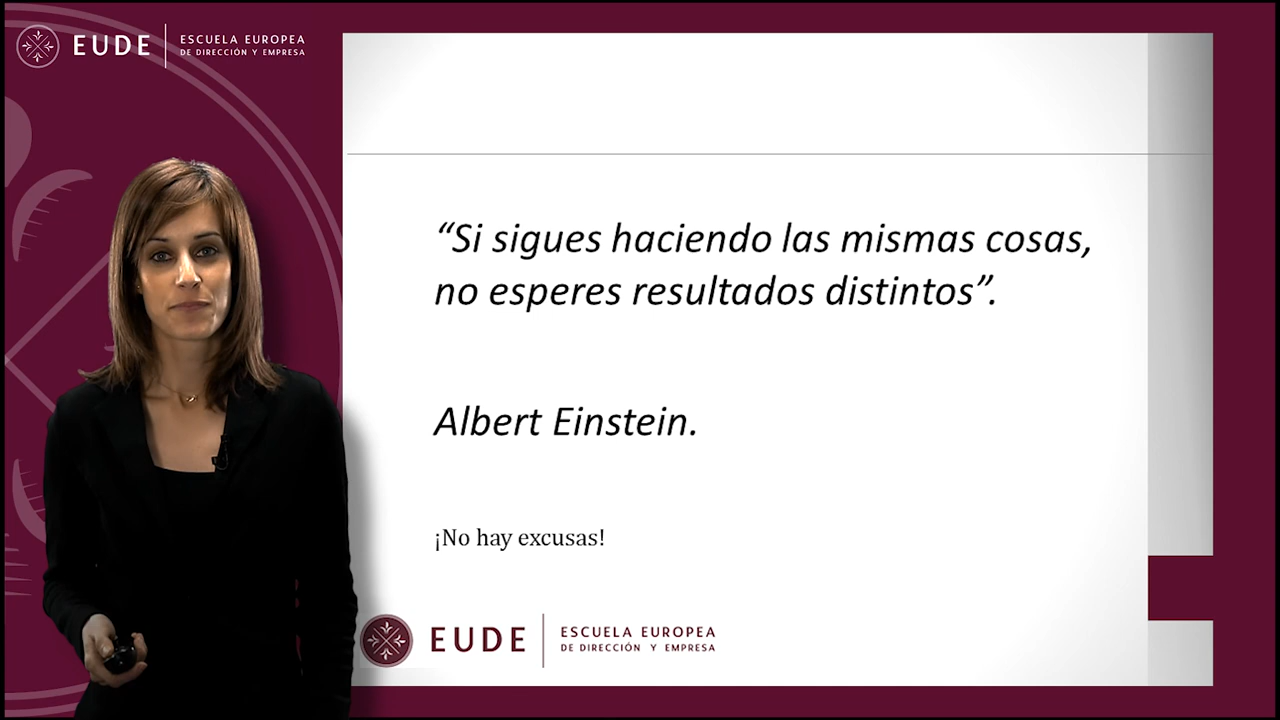 EUDE
ESCUELA EUROPEA
DE DIRECCIÓN Y EMPRESA
“Si sigues haciendo las mismas cosas,
no esperes resultados distintos”.
Albert Einstein.
¡No hay excusas!
EUDE
ESCUELA EUROPEA
DE DIRECCIÓN Y EMPRESA